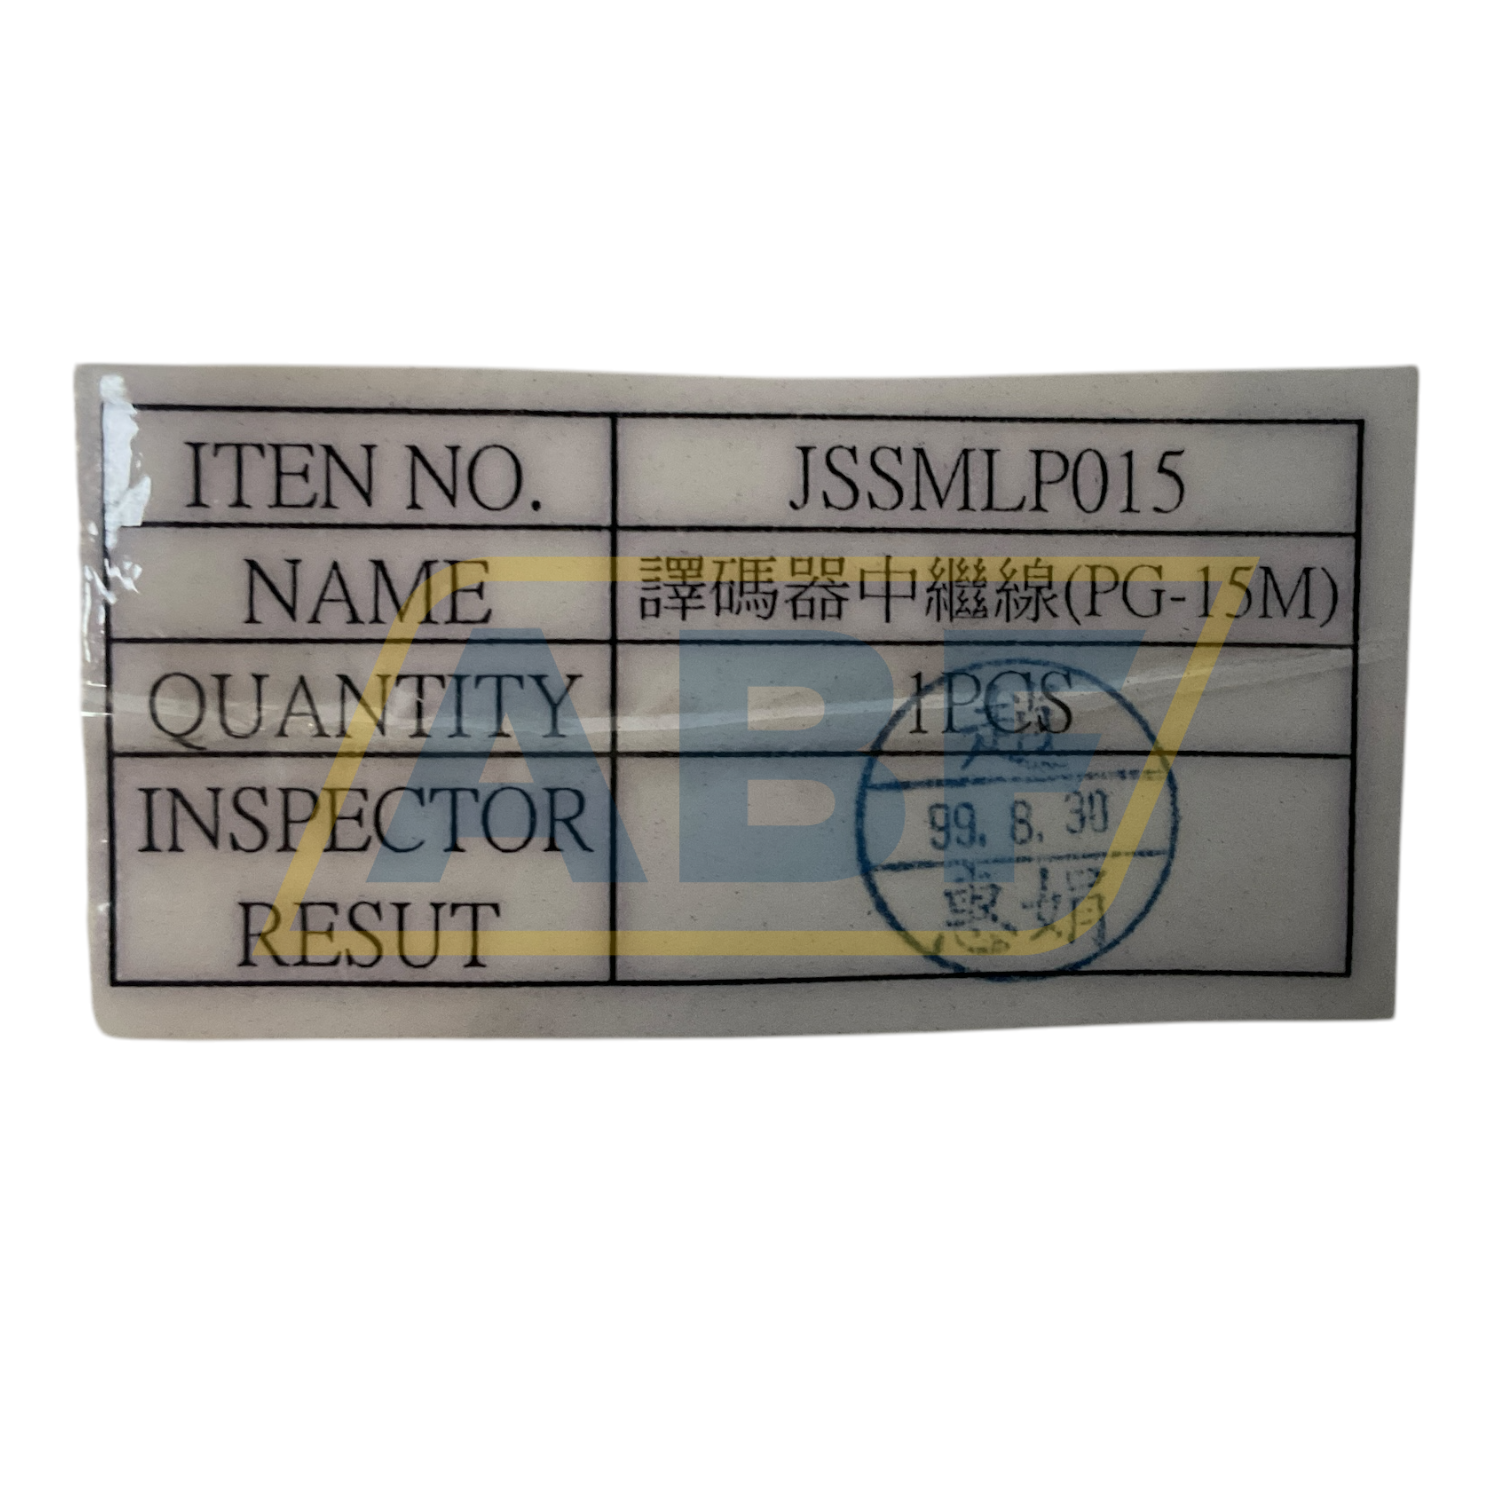 ITEN NO. JSSMLP015
NAME 譯碼器中繼線(PG-15M)
QUANTITY 1PCS
INSPECTOR
RESUT
99. 8. 30
ABF